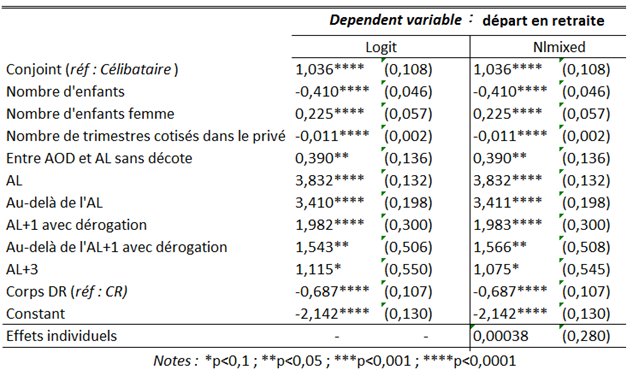 Dependent variable : départ en retraite
Logit Nlmixed
Conjoint (réf : Célibataire) 1,036**** (0,108) 1,036**** (0,108)
Nombre d'enfants -0,410**** (0,046) -0,410**** (0,046)
Nombre d'enfants femme 0,225**** (0,057) 0,225**** (0,057)
Nombre de trimestres cotisés dans le privé -0,011**** (0,002) -0,011**** (0,002)
Entre AOD et AL sans décote 0,390** (0,136) 0,390** (0,136)
AL 3,832**** (0,132) 3,832**** (0,132)
Au-delà de l'AL 3,410**** (0,198) 3,411**** (0,198)
AL+1 avec dérogation 1,982**** (0,300) 1,983**** (0,300)
Au-delà de l'AL+1 avec dérogation 1,543** (0,506) 1,566** (0,508)
AL+3 1,115* (0,550) 1,075* (0,545)
Corps DR (réf : CR) -0,687**** (0,107) -0,687**** (0,107)
Constant -2,142**** (0,130) -2,142**** (0,130)
Effets individuels - - 0,00038 (0,280)
Notes : *p<0,1 ; **p<0,05 ; ***p<0,001 ; ****p<0,0001